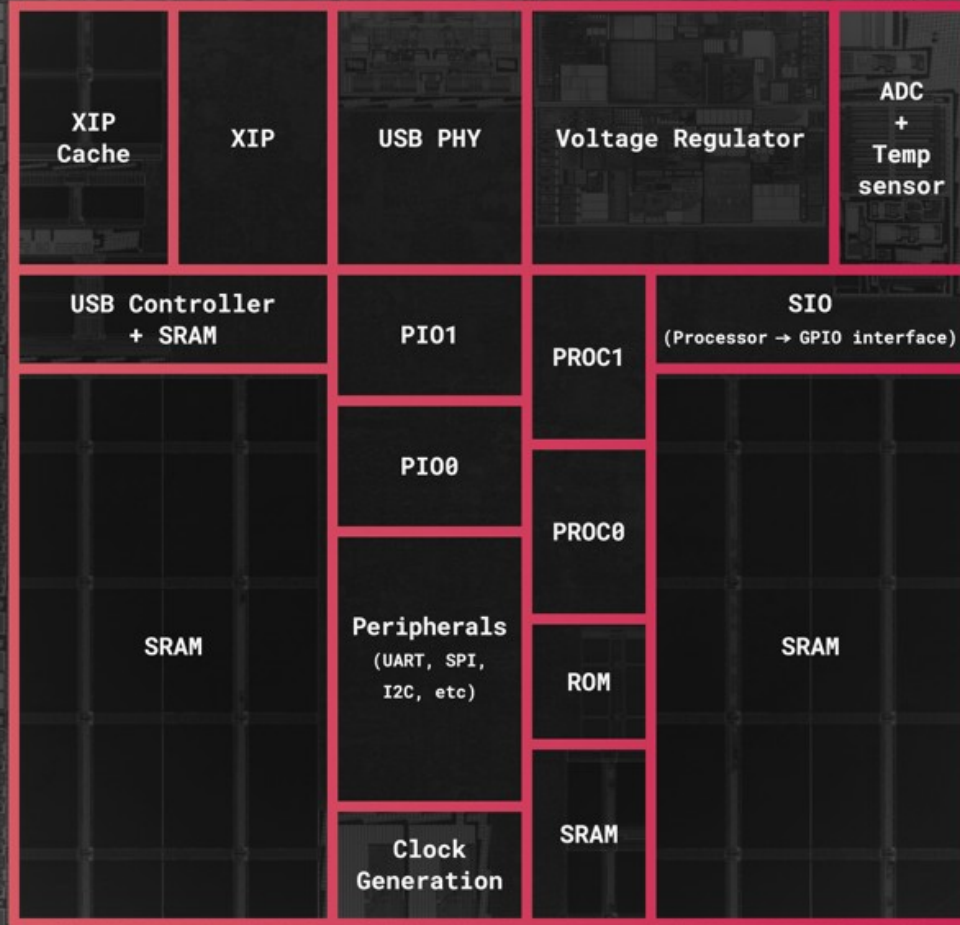 XIP
Cache
XIP
USB PHY
Voltage Regulator
ADC
+
Temp
sensor
USB Controller
+ SRAM
PIO1
PROC1
SIO
(Processor → GPIO interface)
PIO0
PROC0
SRAM
Peripherals
(UART, SPI,
I2C, etc)
ROM
SRAM
Clock
Generation
SRAM